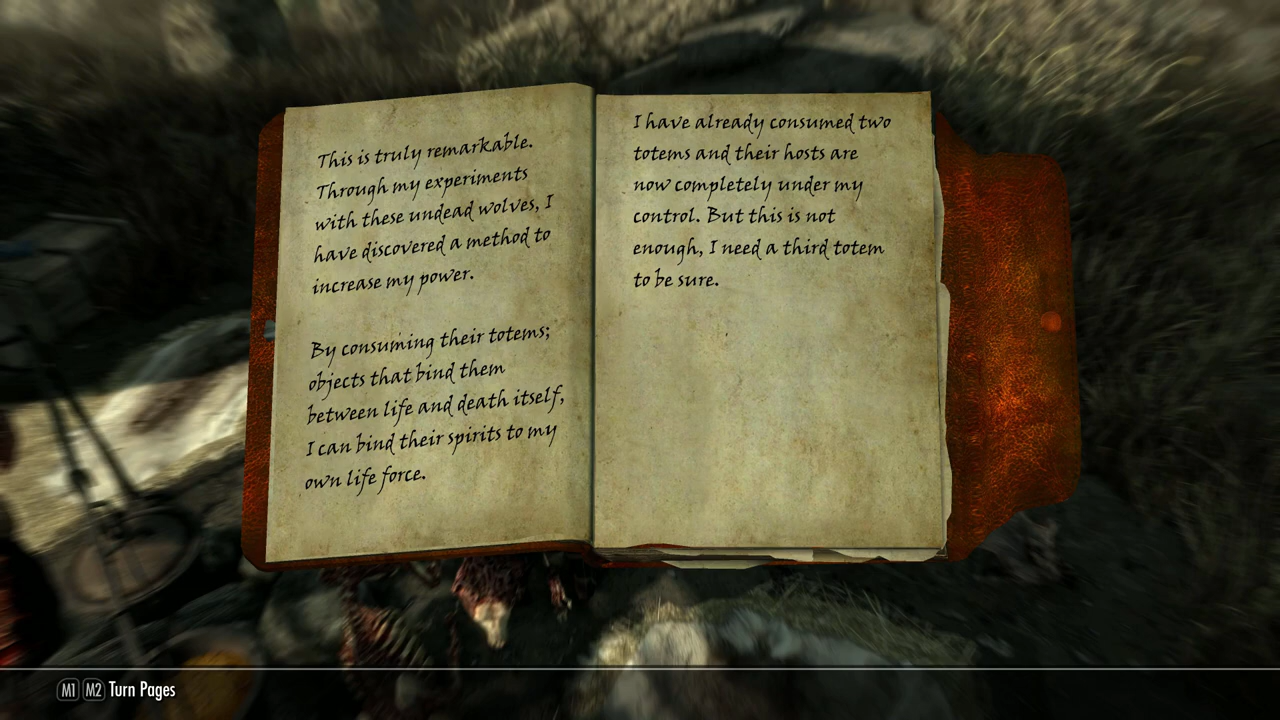 This is truly remarkable.
Through my experiments
with these undead wolves, I
have discovered a method to
increase my power.
By consuming their totems;
objects that bind them
between life and death itself,
I can bind their spirits to my
own life force.
I have already consumed two
totems and their hosts are
now completely under my
control. But this is not
enough, I need a third totem
to be sure.
M1 M2 Turn Pages